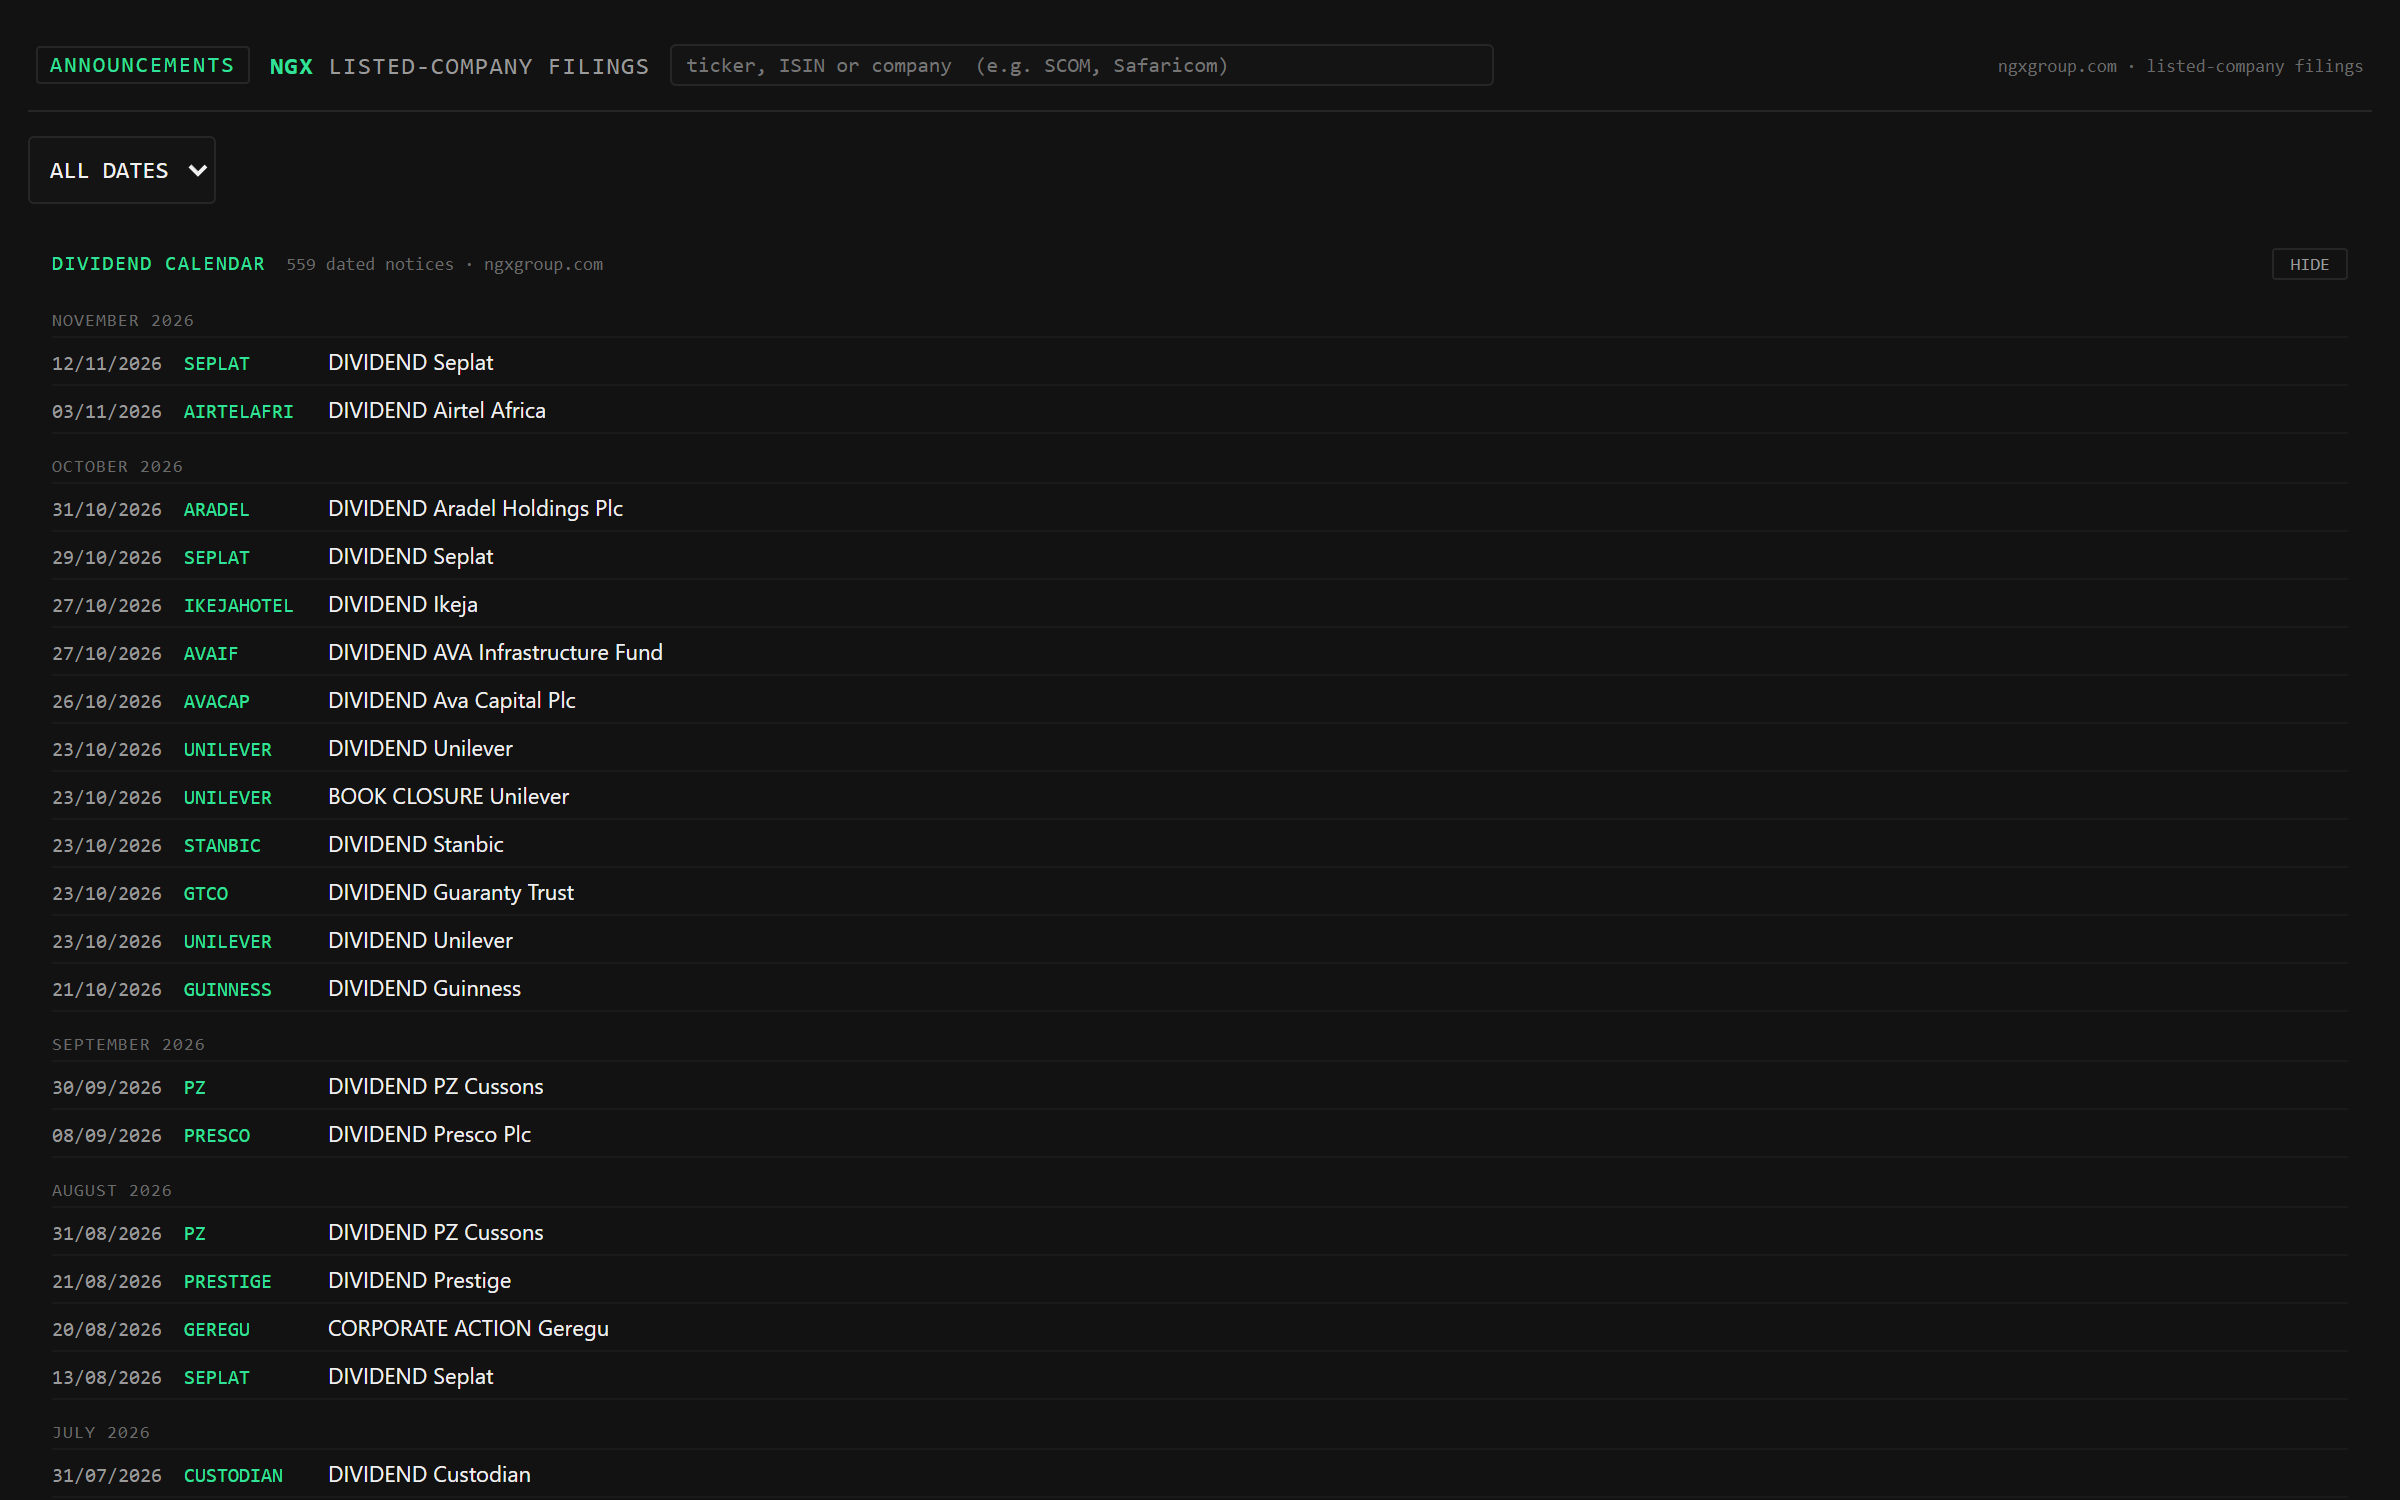 ANNOUNCEMENTS NGX LISTED-COMPANY FILINGS ticker, ISIN or company (e.g. SCOM, Safaricom) ngxgroup.com · listed-company filings
ALL DATES
DIVIDEND CALENDAR 559 dated notices · ngxgroup.com HIDE
NOVEMBER 2026
12/11/2026 SEPLAT DIVIDEND Seplat
03/11/2026 AIRTELAFRI DIVIDEND Airtel Africa
OCTOBER 2026
31/10/2026 ARADEL DIVIDEND Aradel Holdings Plc
29/10/2026 SEPLAT DIVIDEND Seplat
27/10/2026 IKEJAHOTEL DIVIDEND Ikeja
27/10/2026 AVAIF DIVIDEND AVA Infrastructure Fund
26/10/2026 AVACAP DIVIDEND Ava Capital Plc
23/10/2026 UNILEVER DIVIDEND Unilever
23/10/2026 UNILEVER BOOK CLOSURE Unilever
23/10/2026 STANBIC DIVIDEND Stanbic
23/10/2026 GTCO DIVIDEND Guaranty Trust
23/10/2026 UNILEVER DIVIDEND Unilever
21/10/2026 GUINNESS DIVIDEND Guinness
SEPTEMBER 2026
30/09/2026 PZ DIVIDEND PZ Cussons
08/09/2026 PRESCO DIVIDEND Presco Plc
AUGUST 2026
31/08/2026 PZ DIVIDEND PZ Cussons
21/08/2026 PRESTIGE DIVIDEND Prestige
20/08/2026 GEREGU CORPORATE ACTION Geregu
13/08/2026 SEPLAT DIVIDEND Seplat
JULY 2026
31/07/2026 CUSTODIAN DIVIDEND Custodian